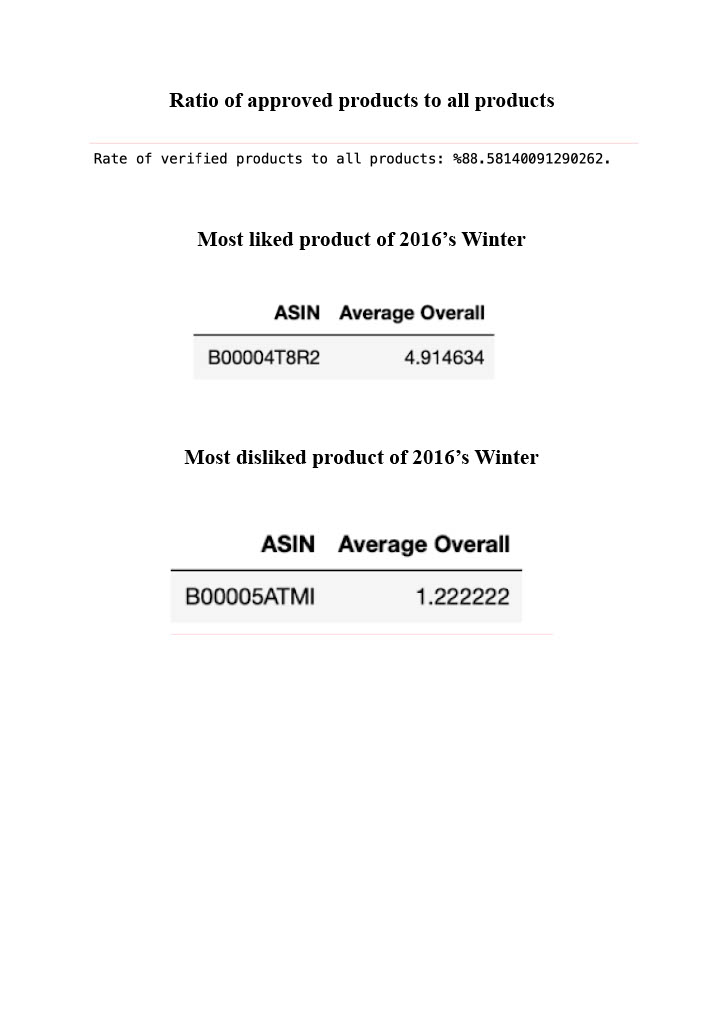 Ratio of approved products to all products
Rate of verified products to all products: %88.58140091290262.
Most liked product of 2016’s Winter
ASIN Average Overall
B00004T8R2 4.914634
Most disliked product of 2016’s Winter
ASIN Average Overall
B00005ATMI 1.222222